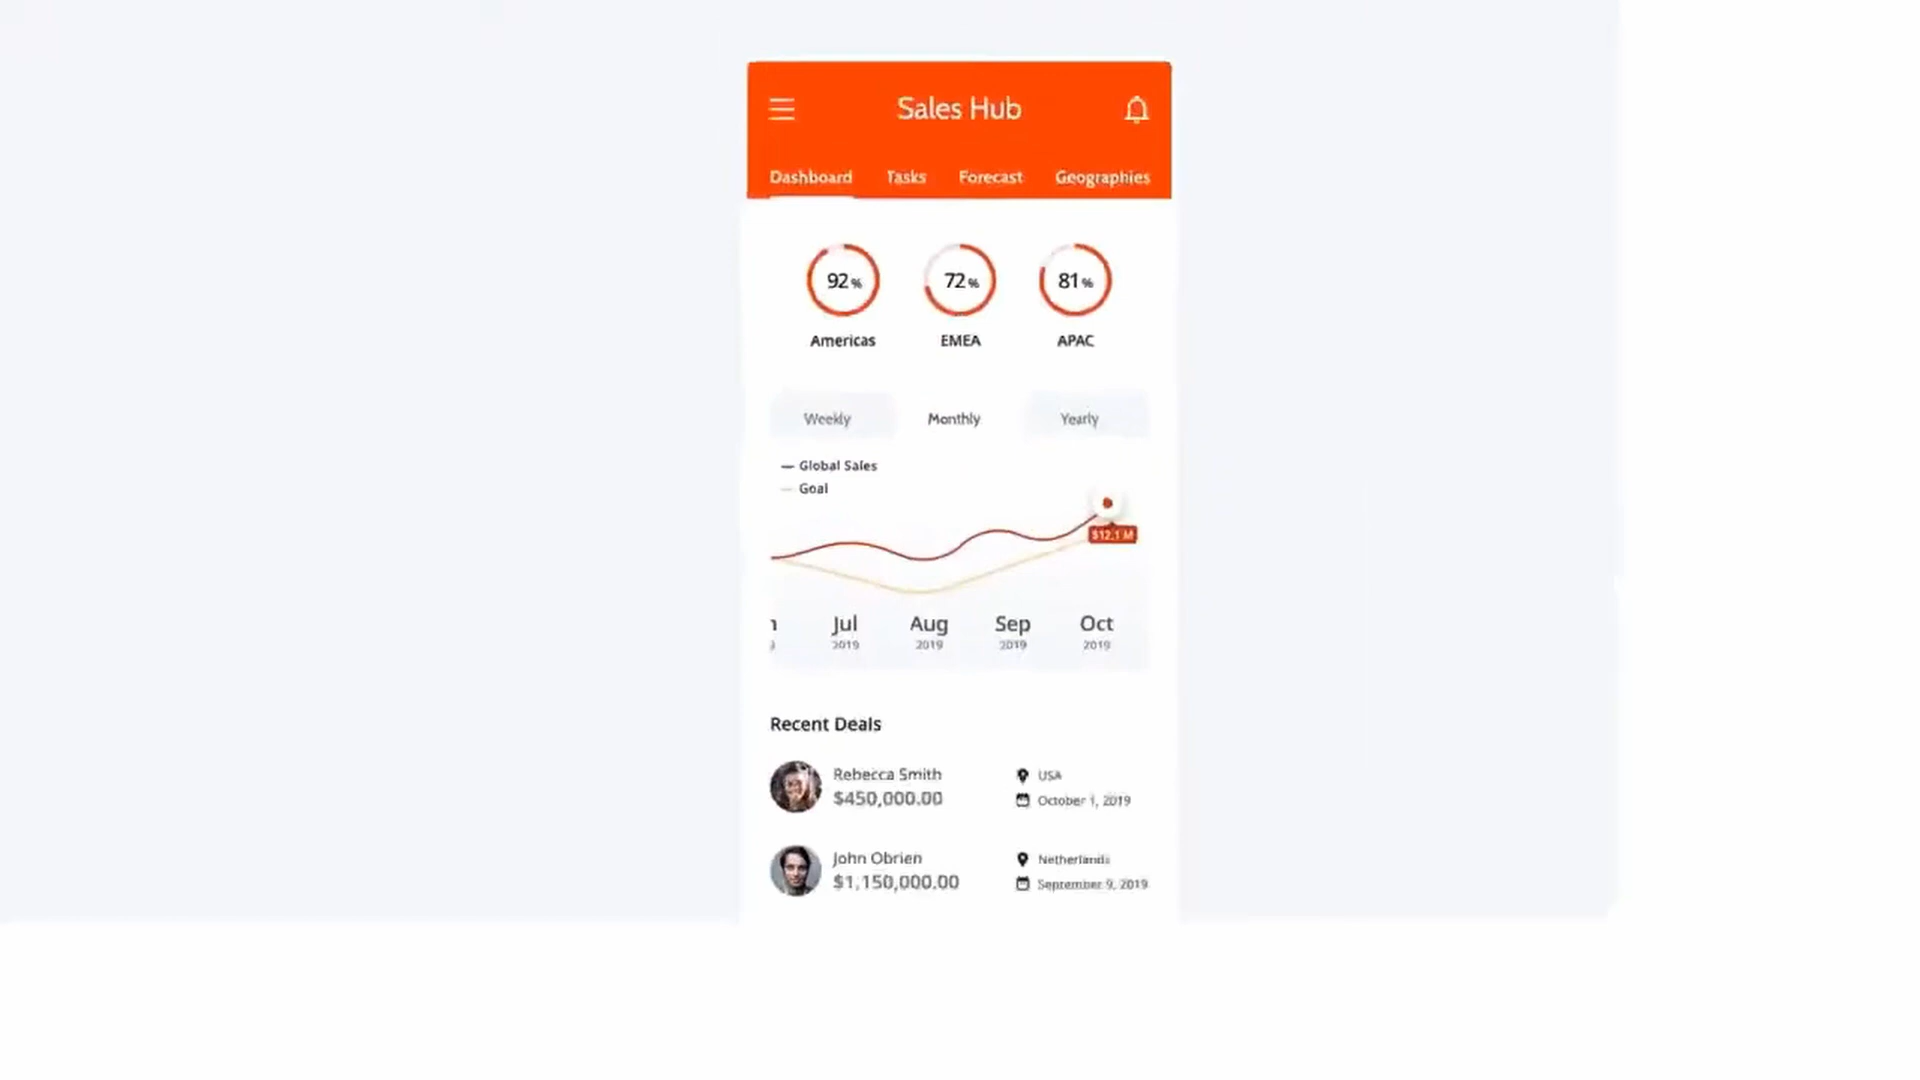 Sales Hub
Dashboard Tasks Forecast Geographies
92% 72% 81%
Americas EMEA APAC
Weekly Monthly Yearly
Global Sales
Goal
$12.1 M
Jul Aug Sep Oct
2019 2019 2019 2019
Recent Deals
Rebecca Smith USA
$450,000.00 October 1, 2019
John Obrien Netherlands
$1,150,000.00 September 9, 2019